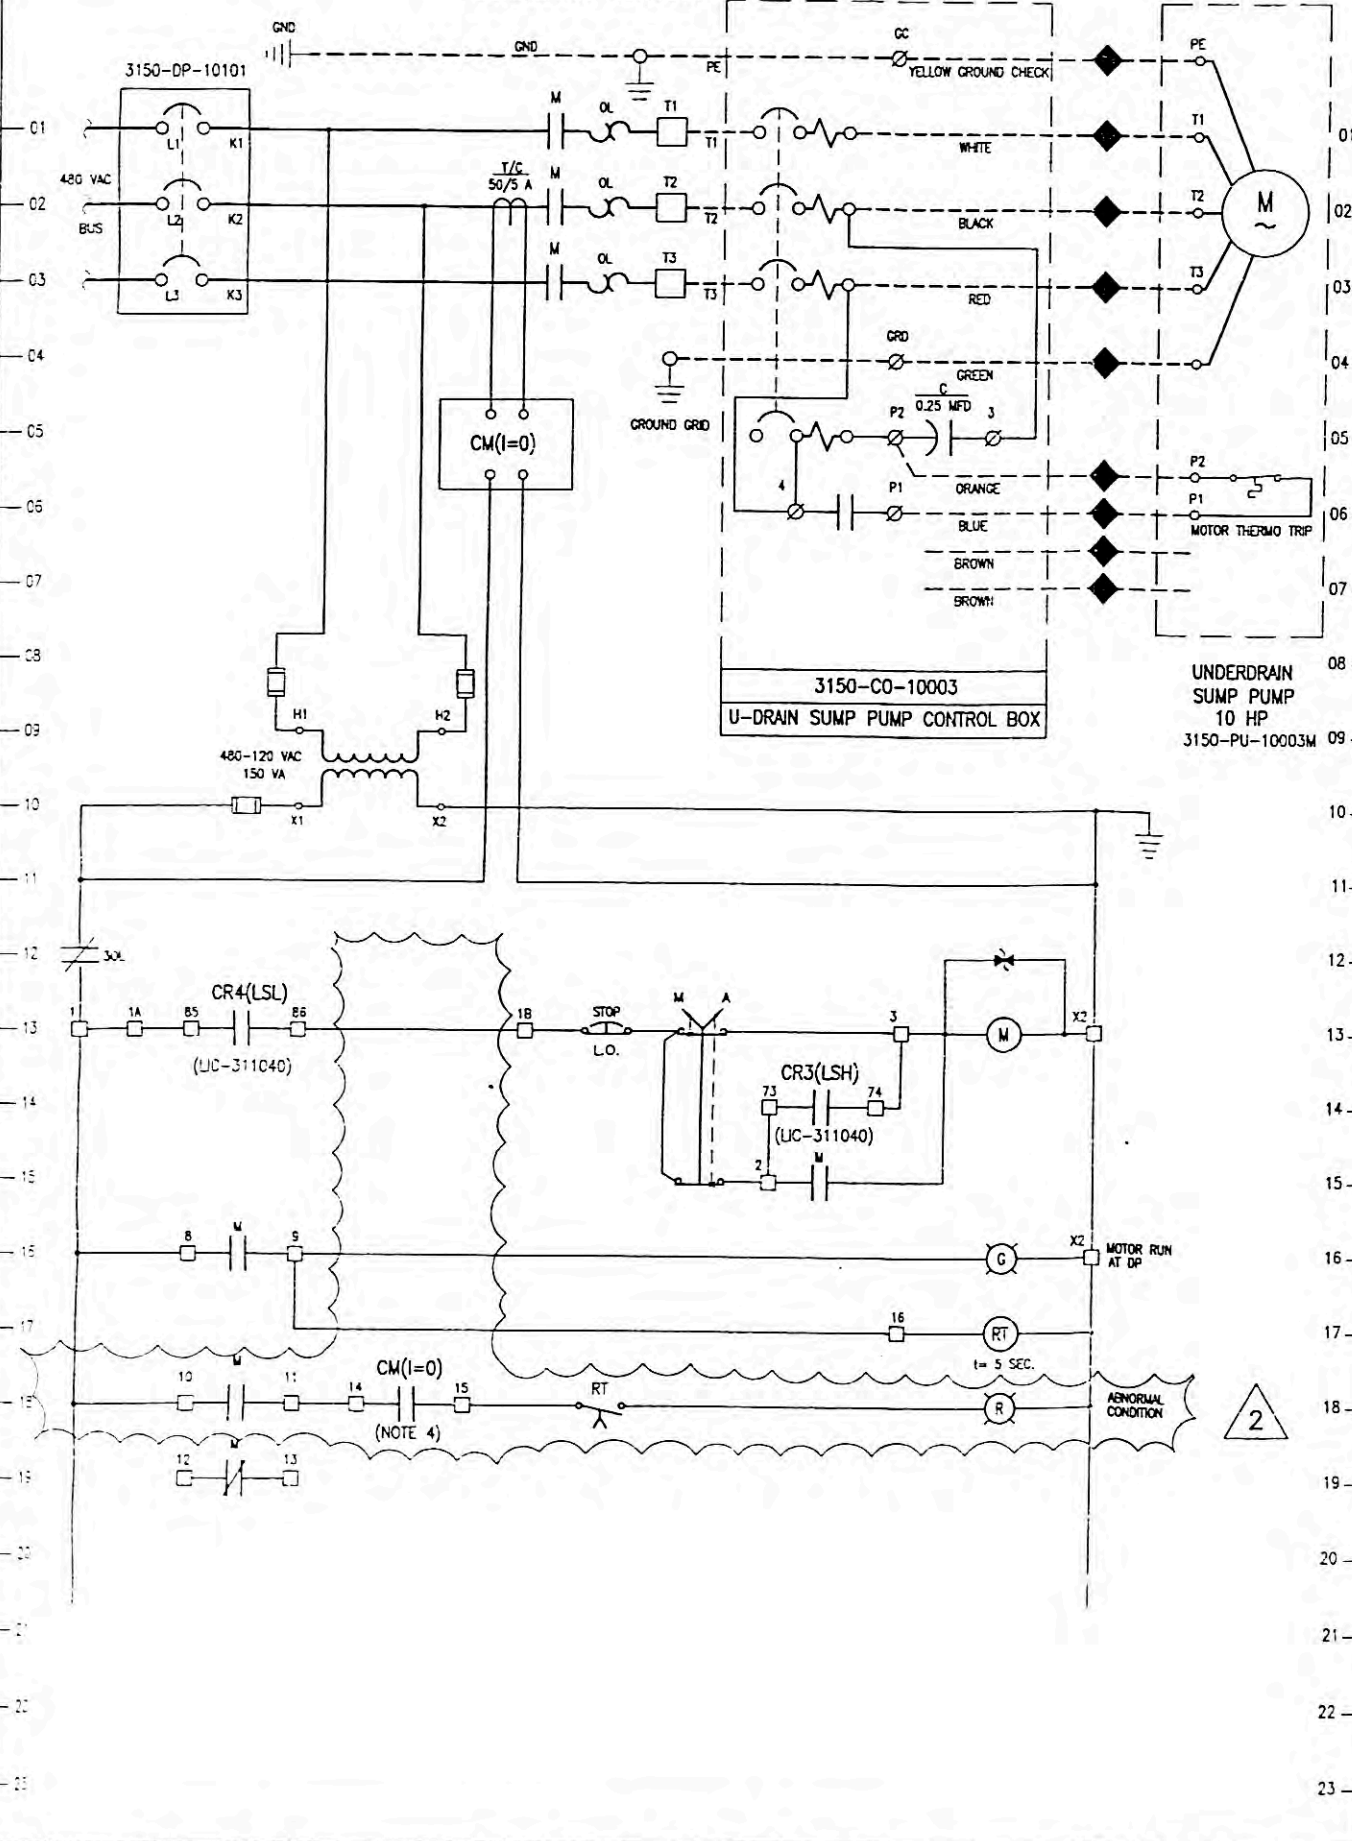 GND
GND
PE
GC
YELLOW GROUND CHECK
PE
3150-DP-10101
01
L1
K1
M
OL
T1
T1
WHITE
T1
01
480 VAC
BUS
02
L2
K2
T/C
50/5 A
M
OL
T2
T2
BLACK
T2
M
~
02
03
L3
K3
M
OL
T3
T3
RED
T3
03
04
GRD
GREEN
04
GROUND GRID
C
0.25 MFD
05
CM(I=0)
P2
3
05
ORANGE
P2
06
4
P1
BLUE
P1
06
MOTOR THERMO TRIP
BROWN
07
BROWN
07
08
08
3150-CO-10003
U-DRAIN SUMP PUMP CONTROL BOX
UNDERDRAIN
SUMP PUMP
10 HP
3150-PU-10003M
09
H1
H2
09
480-120 VAC
150 VA
10
X1
X2
10
11
11
12
3OL
12
CR4(LSL)
13
1
1A
85
86
1B
STOP
M
A
3
M
X2
13
(LIC-311040)
L.O.
CR3(LSH)
14
73
74
14
(LIC-311040)
15
2
M
15
16
8
M
9
G
X2
MOTOR RUN
AT DP
16
17
16
RT
17
t= 5 SEC.
18
10
M
11
14
CM(I=0)
15
RT
R
ABNORMAL
CONDITION
2
18
(NOTE 4)
19
12
M
13
19
20
20
21
21
22
22
23
23